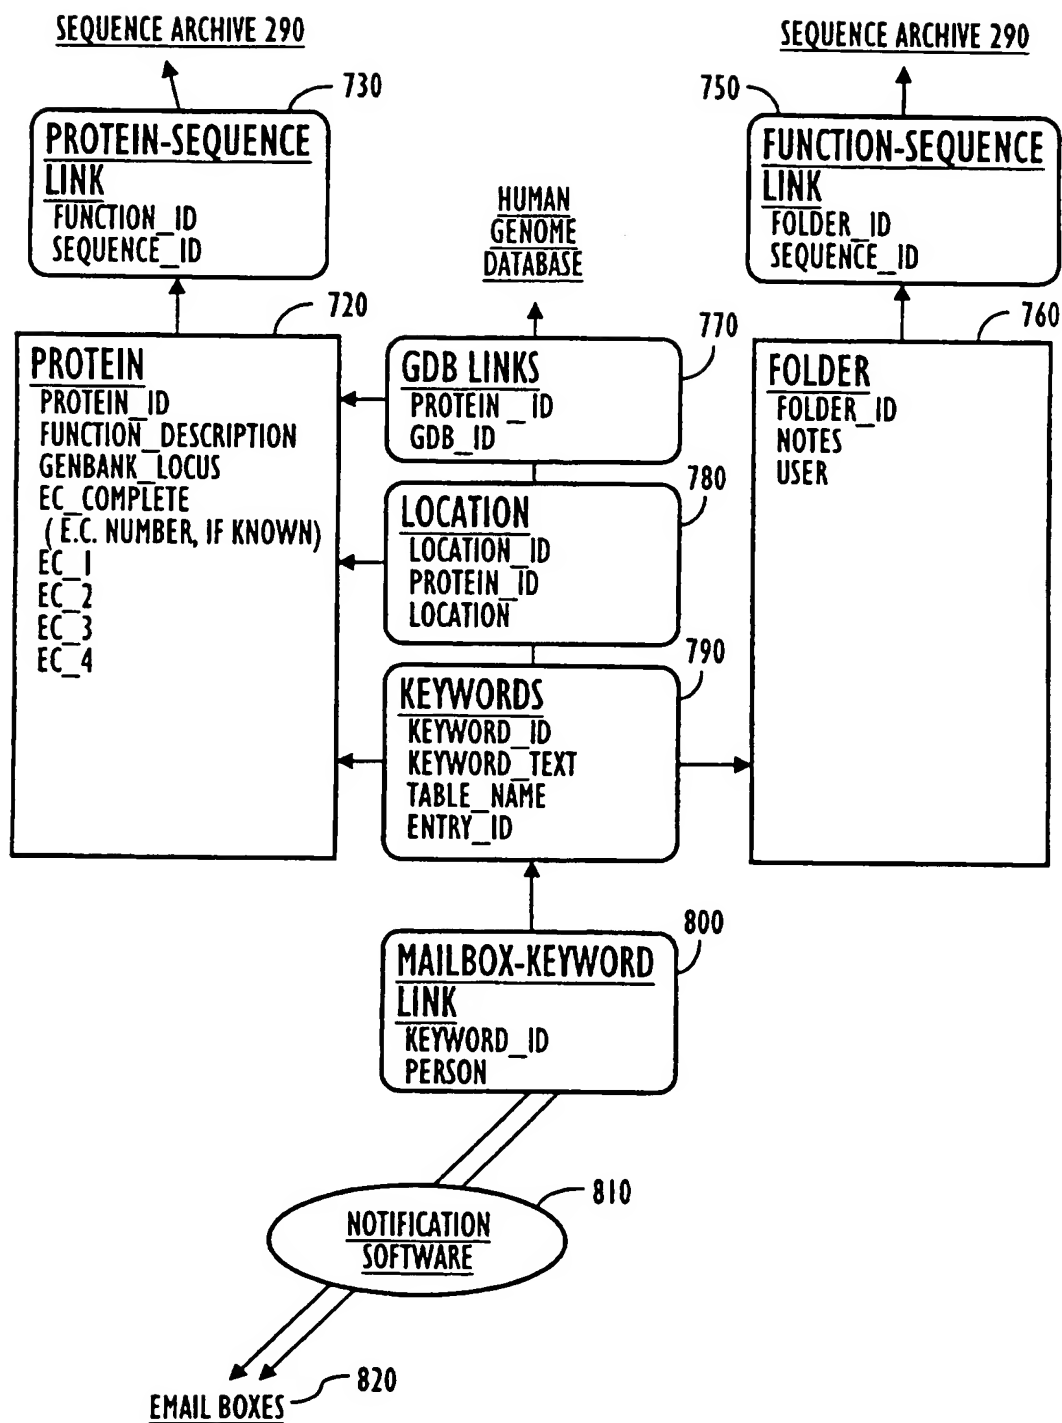 SEQUENCE ARCHIVE 290
730
PROTEIN-SEQUENCE
LINK
FUNCTION_ID
SEQUENCE_ID
SEQUENCE ARCHIVE 290
750
FUNCTION-SEQUENCE
LINK
FOLDER_ID
SEQUENCE_ID
HUMAN
GENOME
DATABASE
720
PROTEIN
PROTEIN_ID
FUNCTION_DESCRIPTION
GENBANK_LOCUS
EC_COMPLETE
( E.C. NUMBER, IF KNOWN)
EC_1
EC_2
EC_3
EC_4
770
GDB LINKS
PROTEIN_ID
GDB_ID
780
LOCATION
LOCATION_ID
PROTEIN_ID
LOCATION
790
KEYWORDS
KEYWORD_ID
KEYWORD_TEXT
TABLE_NAME
ENTRY_ID
760
FOLDER
FOLDER_ID
NOTES
USER
800
MAILBOX-KEYWORD
LINK
KEYWORD_ID
PERSON
810
NOTIFICATION
SOFTWARE
EMAIL BOXES 820